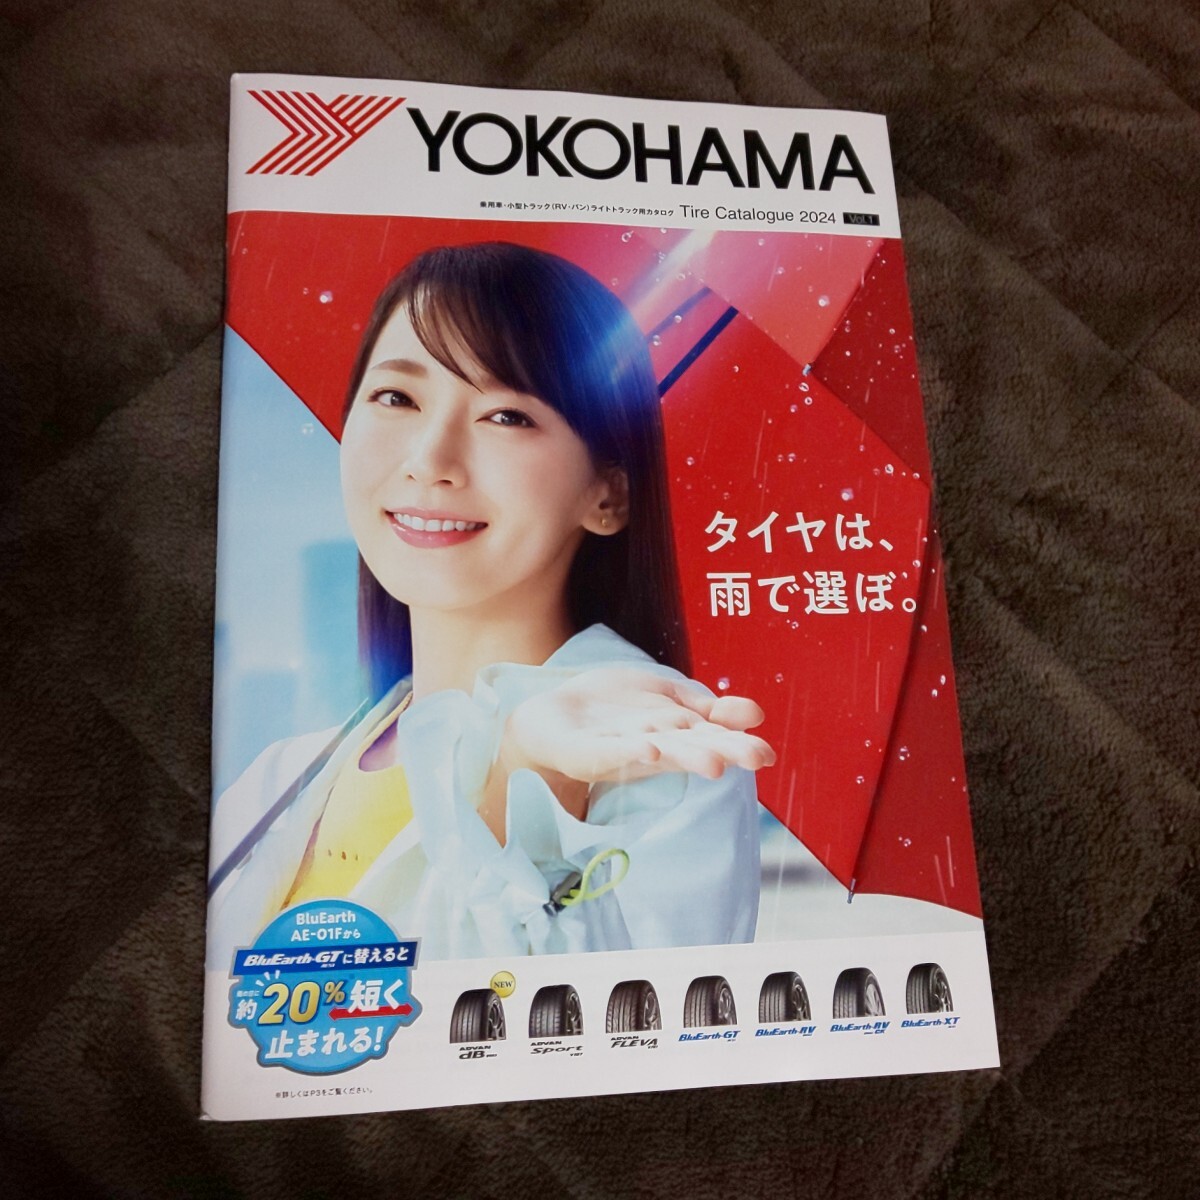 YOKOHAMA
乗用車・小型トラック(RV・バン)ライトトラック用カタログ Tire Catalogue 2024 Vol.1
タイヤは、
雨で選ぼ。
BluEarth
AE-01Fから
BluEarth-GTに替えると
約20%短く
止まれる!
※詳しくはP3をご覧ください。
NEW
ADVAN dB
ADVAN Sport
ADVAN FLEVA
BluEarth-GT
BluEarth-RV
BluEarth-RV
BluEarth-XT